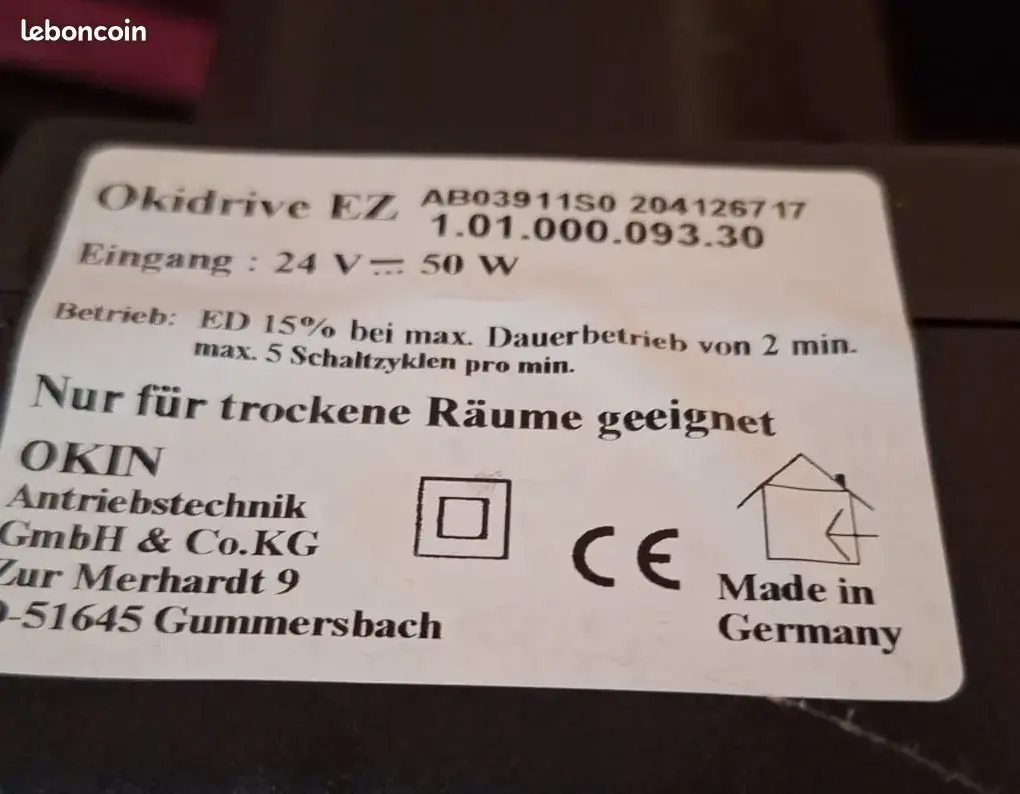 leboncoin
Okidrive EZ AB03911S0 204126717
1.01.000.093.30
Eingang : 24 V⎓ 50 W
Betrieb: ED 15% bei max. Dauerbetrieb von 2 min.
max. 5 Schaltzyklen pro min.
Nur für trockene Räume geeignet
OKIN
Antriebstechnik
GmbH & Co.KG
Zur Merhardt 9
D-51645 Gummersbach
CE
Made in
Germany